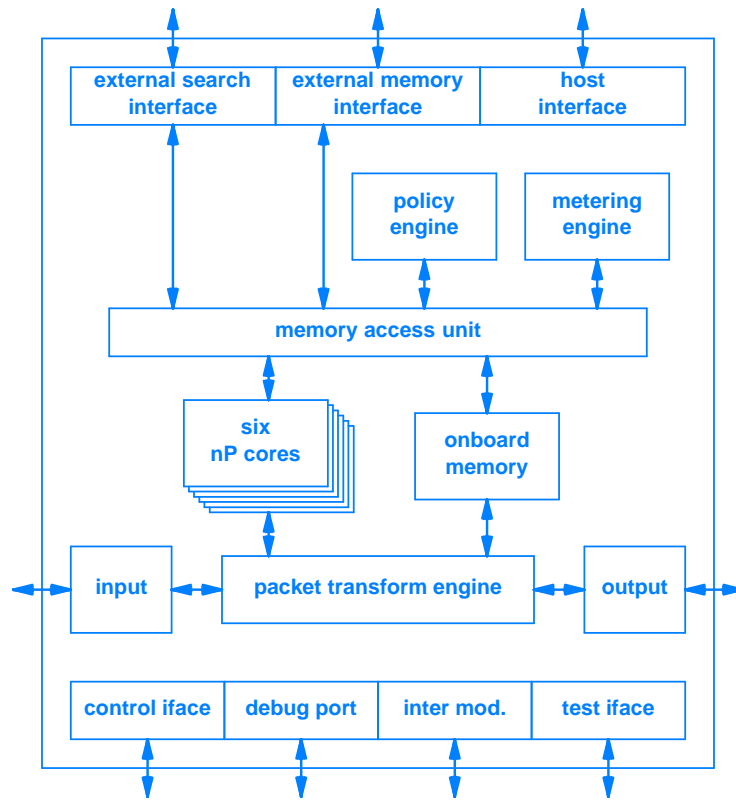 external search
interface
external memory
interface
host
interface
policy
engine
metering
engine
memory access unit
six
nP cores
onboard
memory
input
packet transform engine
output
control iface
debug port
inter mod.
test iface